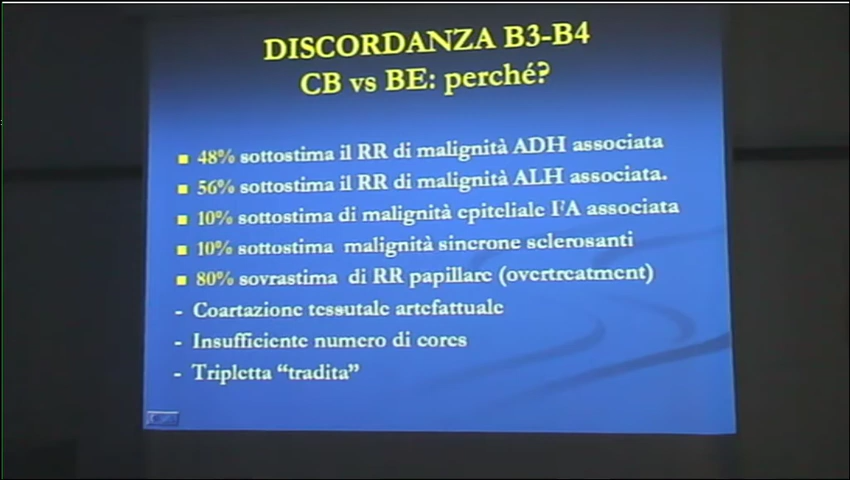 DISCORDANZA B3-B4
CB vs BE: perché?
48% sottostima il RR di malignità ADH associata
56% sottostima il RR di malignità ALH associata.
10% sottostima di malignità epiteliale FA associata
10% sottostima malignità sincrone sclerosanti
80% sovrastima di RR papillare (overtreatment)
- Coartazione tessutale artefattuale
- Insufficiente numero di cores
- Tripletta “tradita”